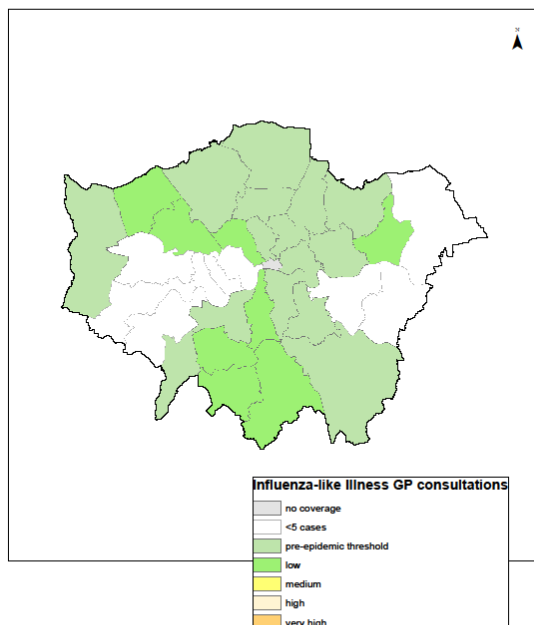 N
Influenza-like Illness GP consultations
no coverage
<5 cases
pre-epidemic threshold
low
medium
high
very high